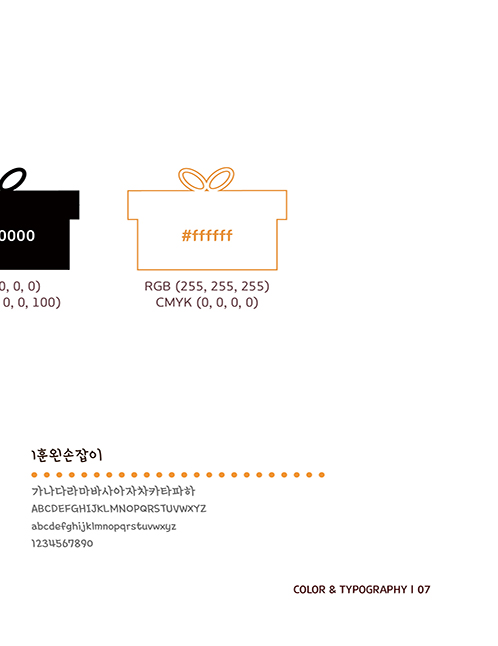 0000
#ffffff
0, 0, 0)
RGB (255, 255, 255)
0, 0, 100)
CMYK (0, 0, 0, 0)
1훈왼손잡이
가나다라마바사아자차카타파하
ABCDEFGHIJKLMNOPQRSTUVWXYZ
abcdefghijklmnopqrstuvwxyz
1234567890
COLOR & TYPOGRAPHY I 07